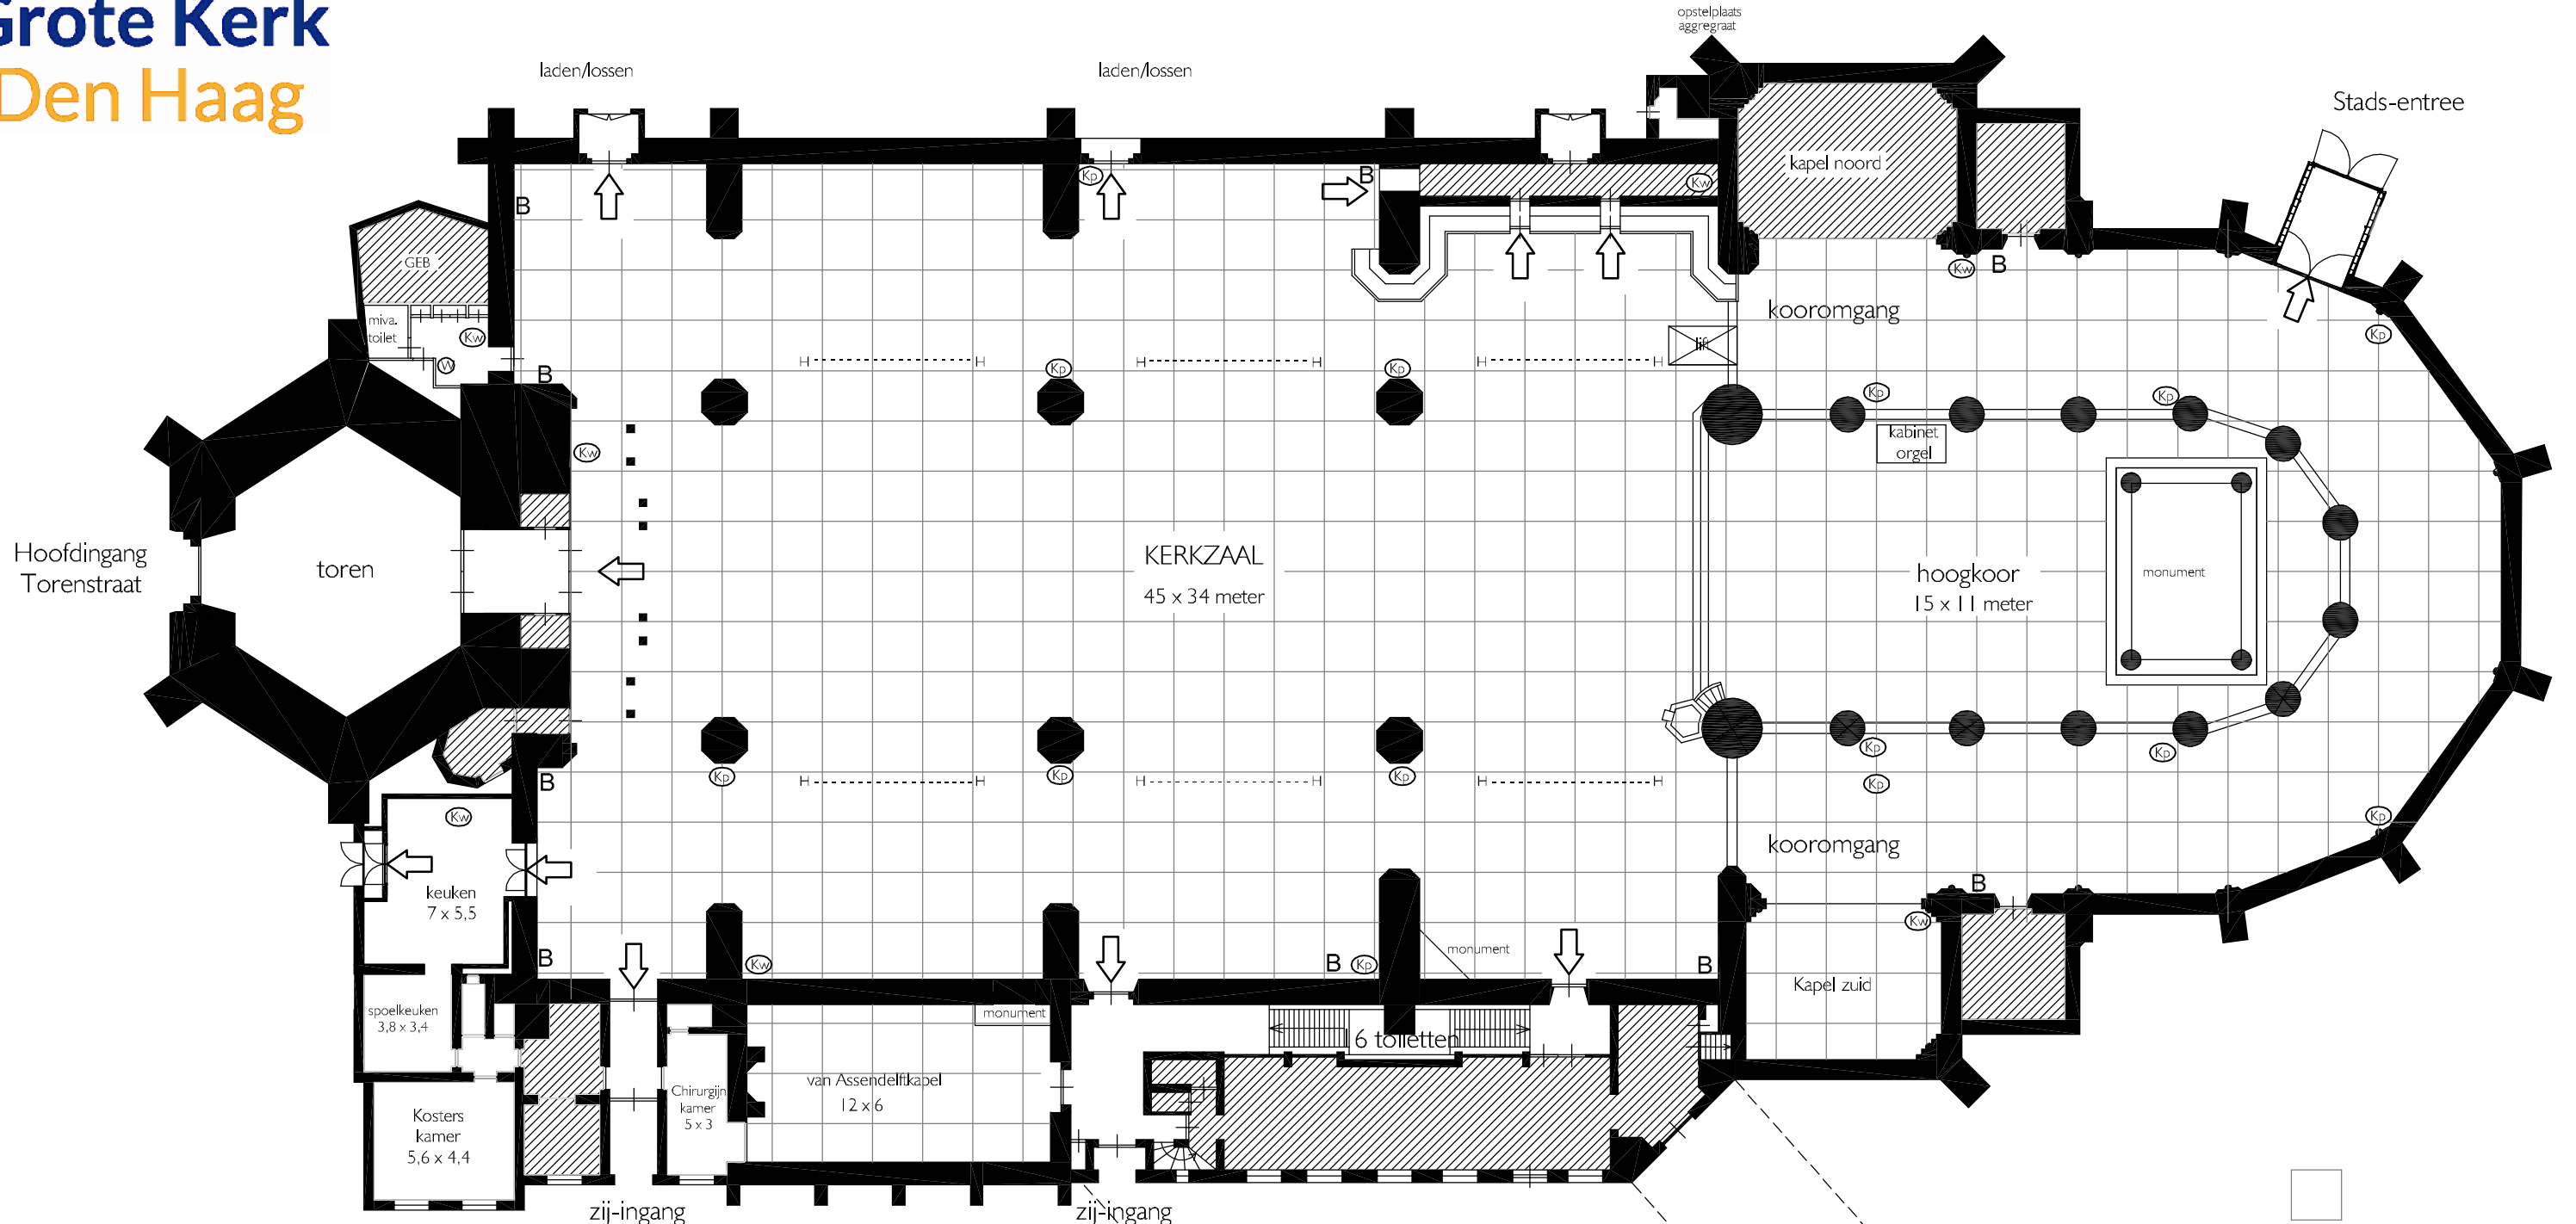 Grote Kerk
Den Haag
opstelplaats
aggregraat
laden/lossen
laden/lossen
Stads-entree
kapel noord
Kp
B
Kw
B
GEB
Kw
B
miva.
toilet
Kw
W
kooromgang
Kp
lift
B
Kp
Kp
Kp
Kp
kabinet
orgel
Kw
Hoofdingang
Torenstraat
toren
KERKZAAL
45 x 34 meter
hoogkoor
15 x 11 meter
monument
B
Kp
Kp
Kp
Kp
Kp
Kp
Kw
Kp
kooromgang
keuken
7 x 5,5
B
Kw
B
Kw
B
Kp
monument
B
Kapel zuid
spoelkeuken
3,8 x 3,4
monument
16 toiletten
van Assendelftkapel
12 x 6
Chirurgijn
kamer
5 x 3
Kosters
kamer
5,6 x 4,4
zij-ingang
zij-ingang